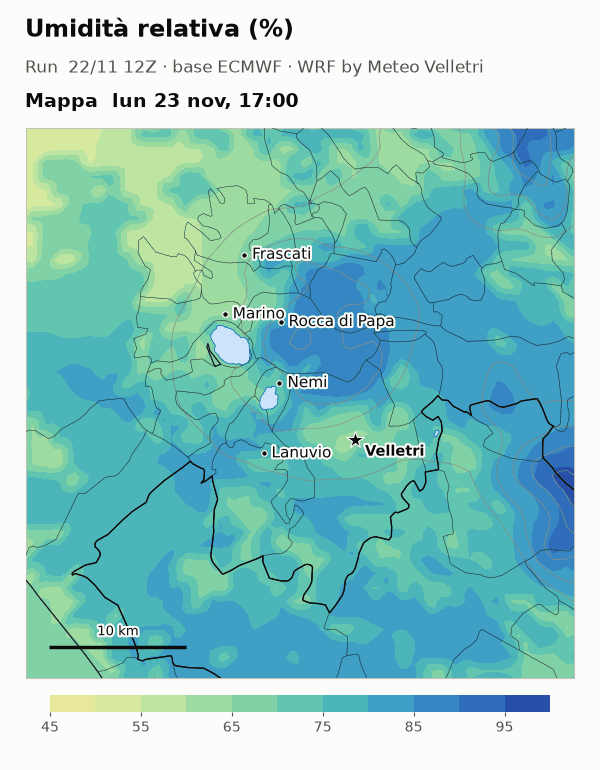 Umidità relativa (%)
Run  22/11 12Z · base ECMWF · WRF by Meteo Velletri
Mappa  lun 23 nov, 17:00
Frascati
Marino
Rocca di Papa
Nemi
Velletri
Lanuvio
10 km
45 55 65 75 85 95